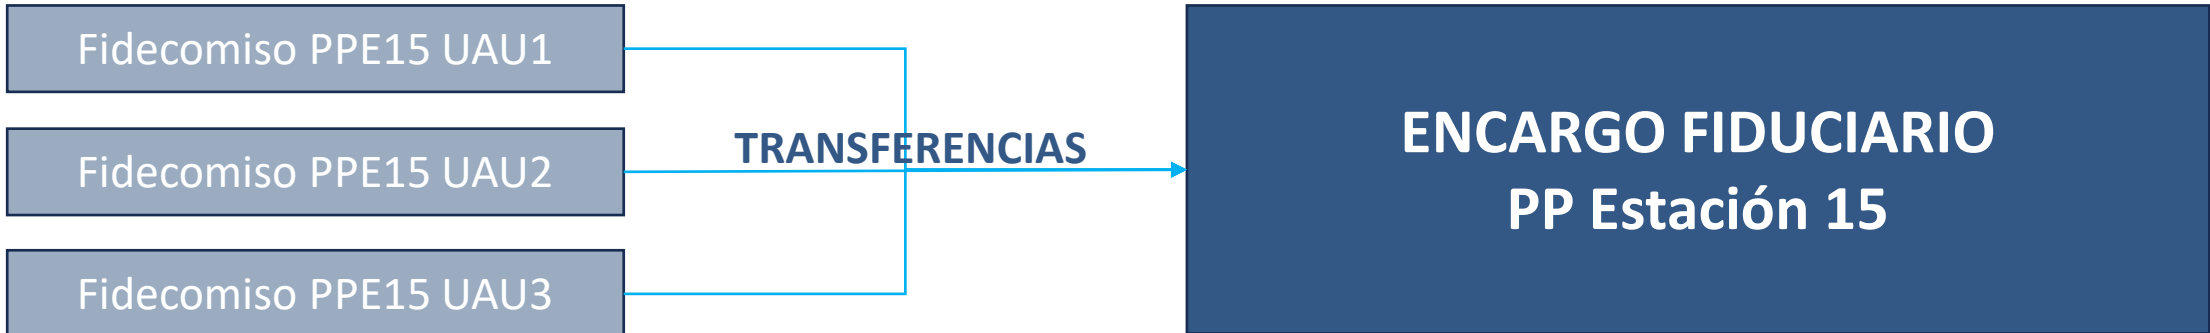 Fidecomiso PPE15 UAU1
Fidecomiso PPE15 UAU2
Fidecomiso PPE15 UAU3
TRANSFERENCIAS
ENCARGO FIDUCIARIO
PP Estación 15